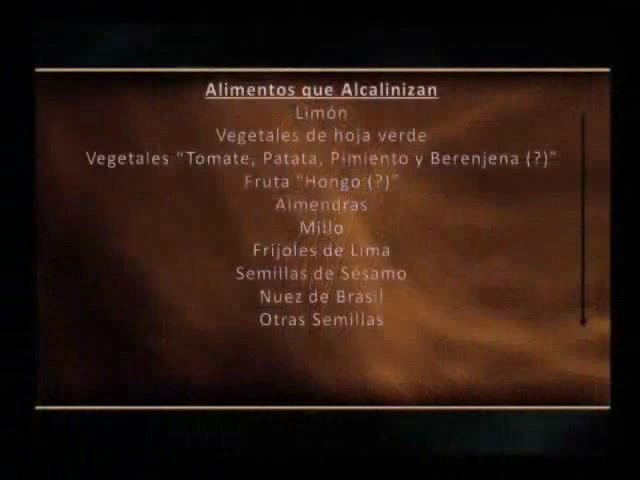 Alimentos que Alcalinizan
Limón
Vegetales de hoja verde
Vegetales “Tomate, Patata, Pimiento y Berenjena (?)”
Fruta “Hongo (?)”
Almendras
Millo
Frijoles de Lima
Semillas de Sésamo
Nuez de Brasil
Otras Semillas